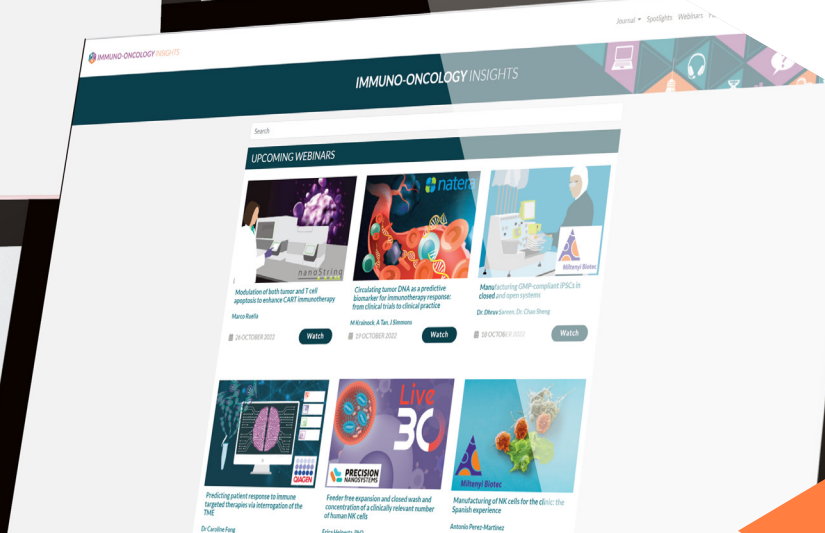 Journal Spotlights Webinars
IMMUNO-ONCOLOGY INSIGHTS
IMMUNO-ONCOLOGY INSIGHTS
Search
UPCOMING WEBINARS
nanoString
natera
Miltenyi Biotec
Modulation of both tumor and T cell
apoptosis to enhance CART immunotherapy
Marco Ruella
26 OCTOBER 2022 Watch
Circulating tumor DNA as a predictive
biomarker for immunotherapy response:
from clinical trials to clinical practice
M Krainock, A Tan, J Simmons
19 OCTOBER 2022 Watch
Manufacturing GMP-compliant iPSCs in
closed and open systems
Dr. Dhruv Sareen, Dr. Chao Sheng
18 OCTOBER 2022 Watch
QIAGEN
Live
30
PRECISION
NANOSYSTEMS
Miltenyi Biotec
Predicting patient response to immune
targeted therapies via interrogation of the
TME
Dr Caroline Fong
Feeder free expansion and closed wash and
concentration of a clinically relevant number
of human NK cells
Manufacturing of NK cells for the clinic: the
Spanish experience
Antonio Perez-Martinez